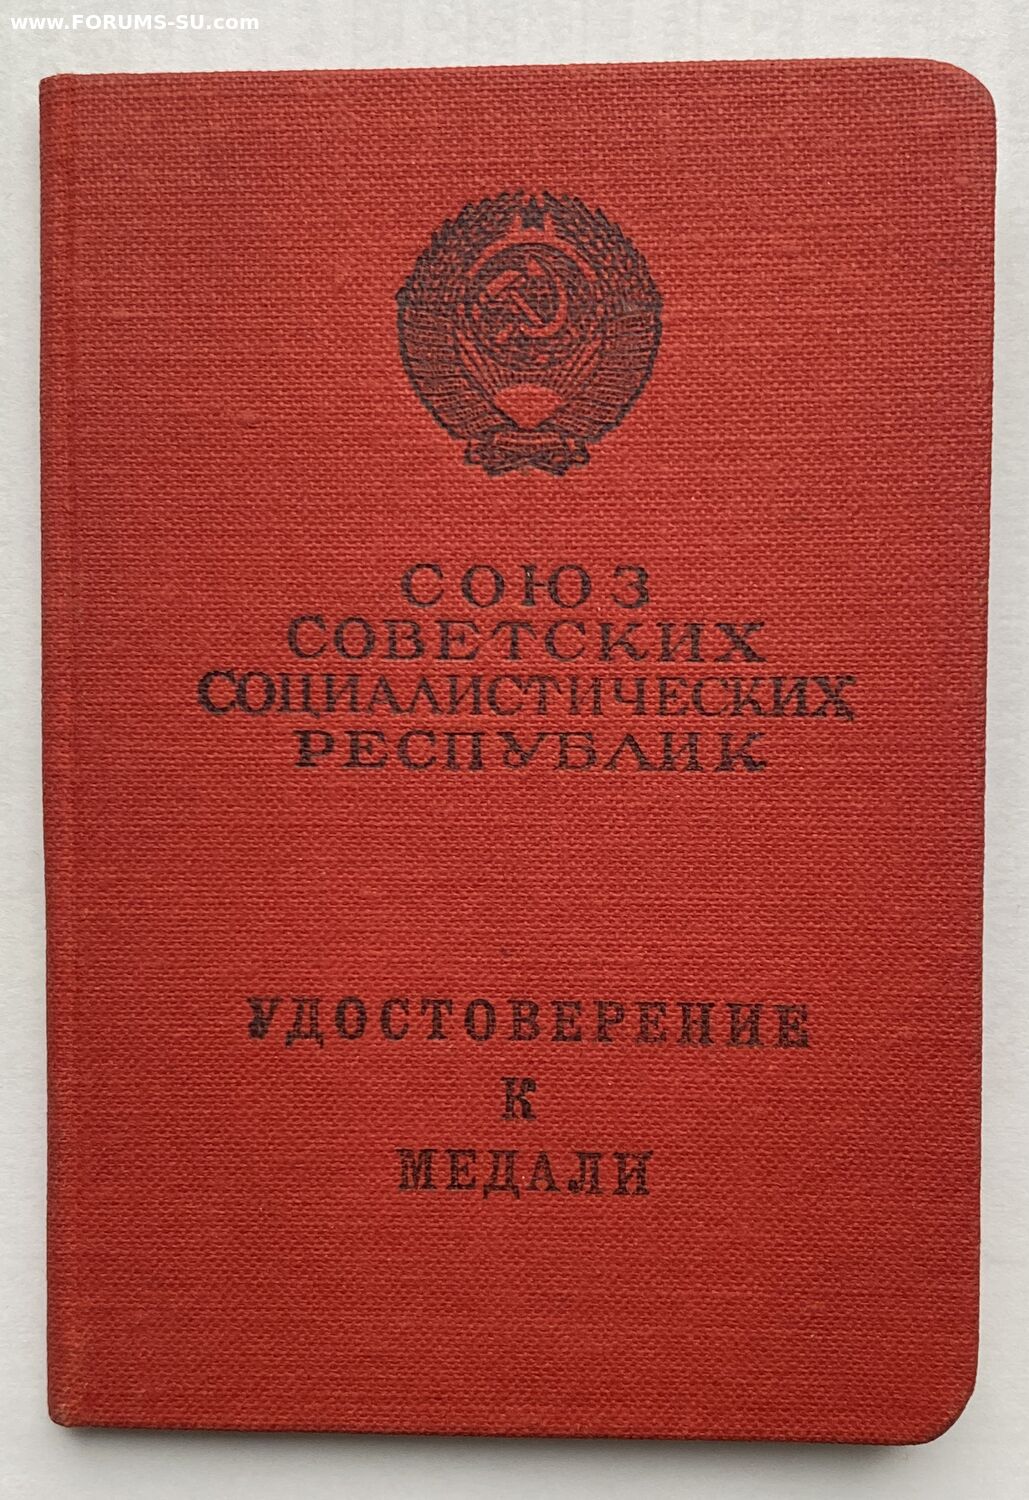 www.FORUMS-SU.com
СОЮЗ
СОВЕТСКИХ
СОЦИАЛИСТИЧЕСКИХ
РЕСПУБЛИК
УДОСТОВЕРЕНИЕ
К
МЕДАЛИ